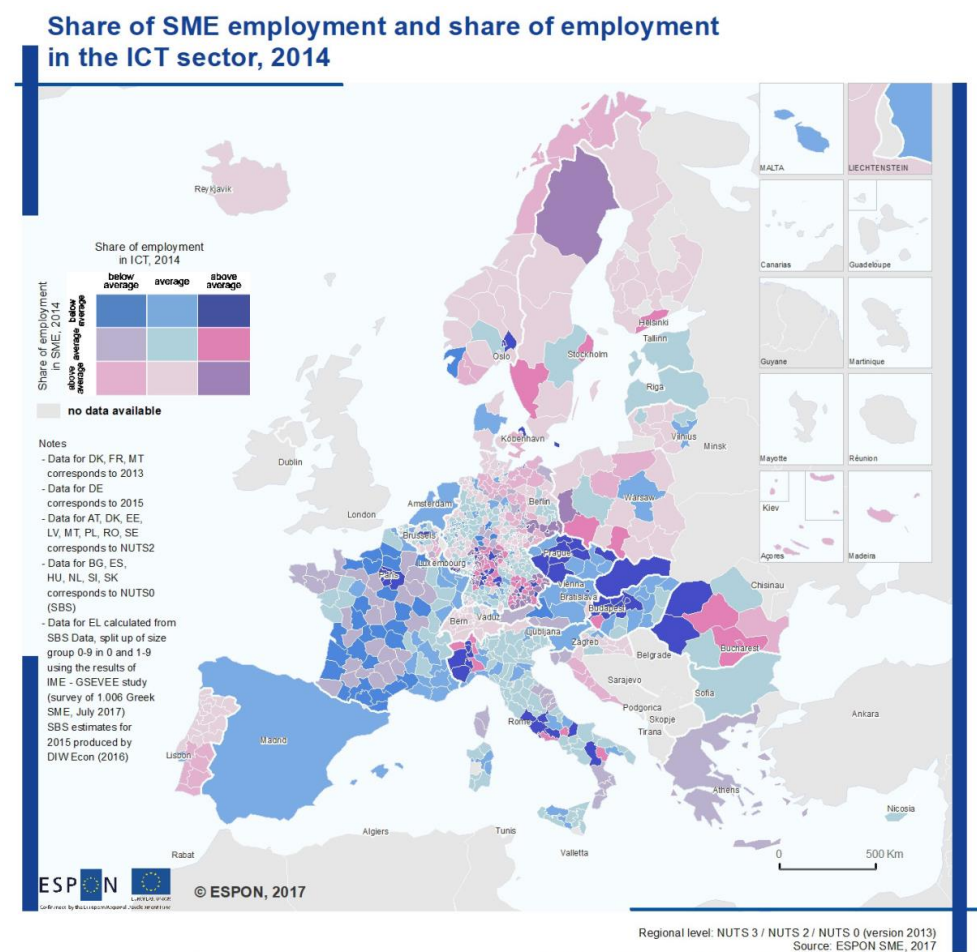 Share of SME employment and share of employment
in the ICT sector, 2014
MALTA
LIECHTENSTEIN
Canarias
Guadeloupe
Guyane
Martinique
Mayotte
Réunion
Kiev
Açores
Madeira
Reykjavik
Share of employment
in ICT, 2014
below
average
average
above
average
Share of employment
in SME, 2014
below
average
average
above
average
no data available
Notes
- Data for DK, FR, MT
corresponds to 2013
- Data for DE
corresponds to 2015
- Data for AT, DK, EE,
LV, MT, PL, RO, SE
corresponds to NUTS2
- Data for BG, ES,
HU, NL, SI, SK
corresponds to NUTS0
(SBS)
- Data for EL calculated from
SBS Data, split up of size
group 0-9 in 0 and 1-9
using the results of
IME - GSEVEE study
(survey of 1.006 Greek
SME, July 2017)
SBS estimates for
2015 produced by
DIW Econ (2016)
Oslo
Stockholm
Helsinki
Tallinn
Riga
Vilnius
Minsk
København
Dublin
London
Amsterdam
Berlin
Warsaw
Brussels
Luxembourg
Paris
Prague
Vienna
Bratislava
Budapest
Chisinau
Bern
Vaduz
Ljubljana
Zagreb
Belgrade
Bucharest
Sarajevo
Sofia
Podgorica
Skopje
Tirana
Rome
Ankara
Madrid
Lisbon
Athens
Nicosia
Algiers
Tunis
Rabat
Valletta
0
500 Km
ESPON
© ESPON, 2017
Regional level: NUTS 3 / NUTS 2 / NUTS 0 (version 2013)
Source: ESPON SME, 2017